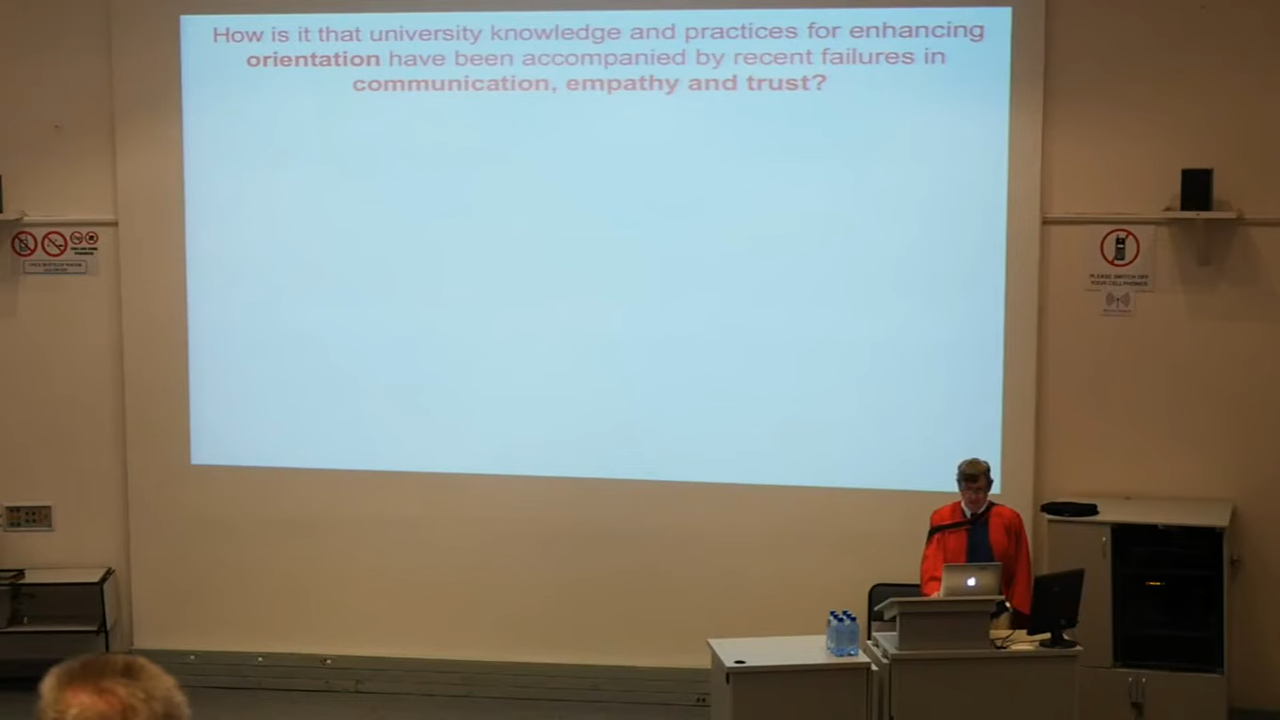 How is it that university knowledge and practices for enhancing
orientation have been accompanied by recent failures in
communication, empathy and trust?
PLEASE SWITCH OFF
YOUR CELLPHONES